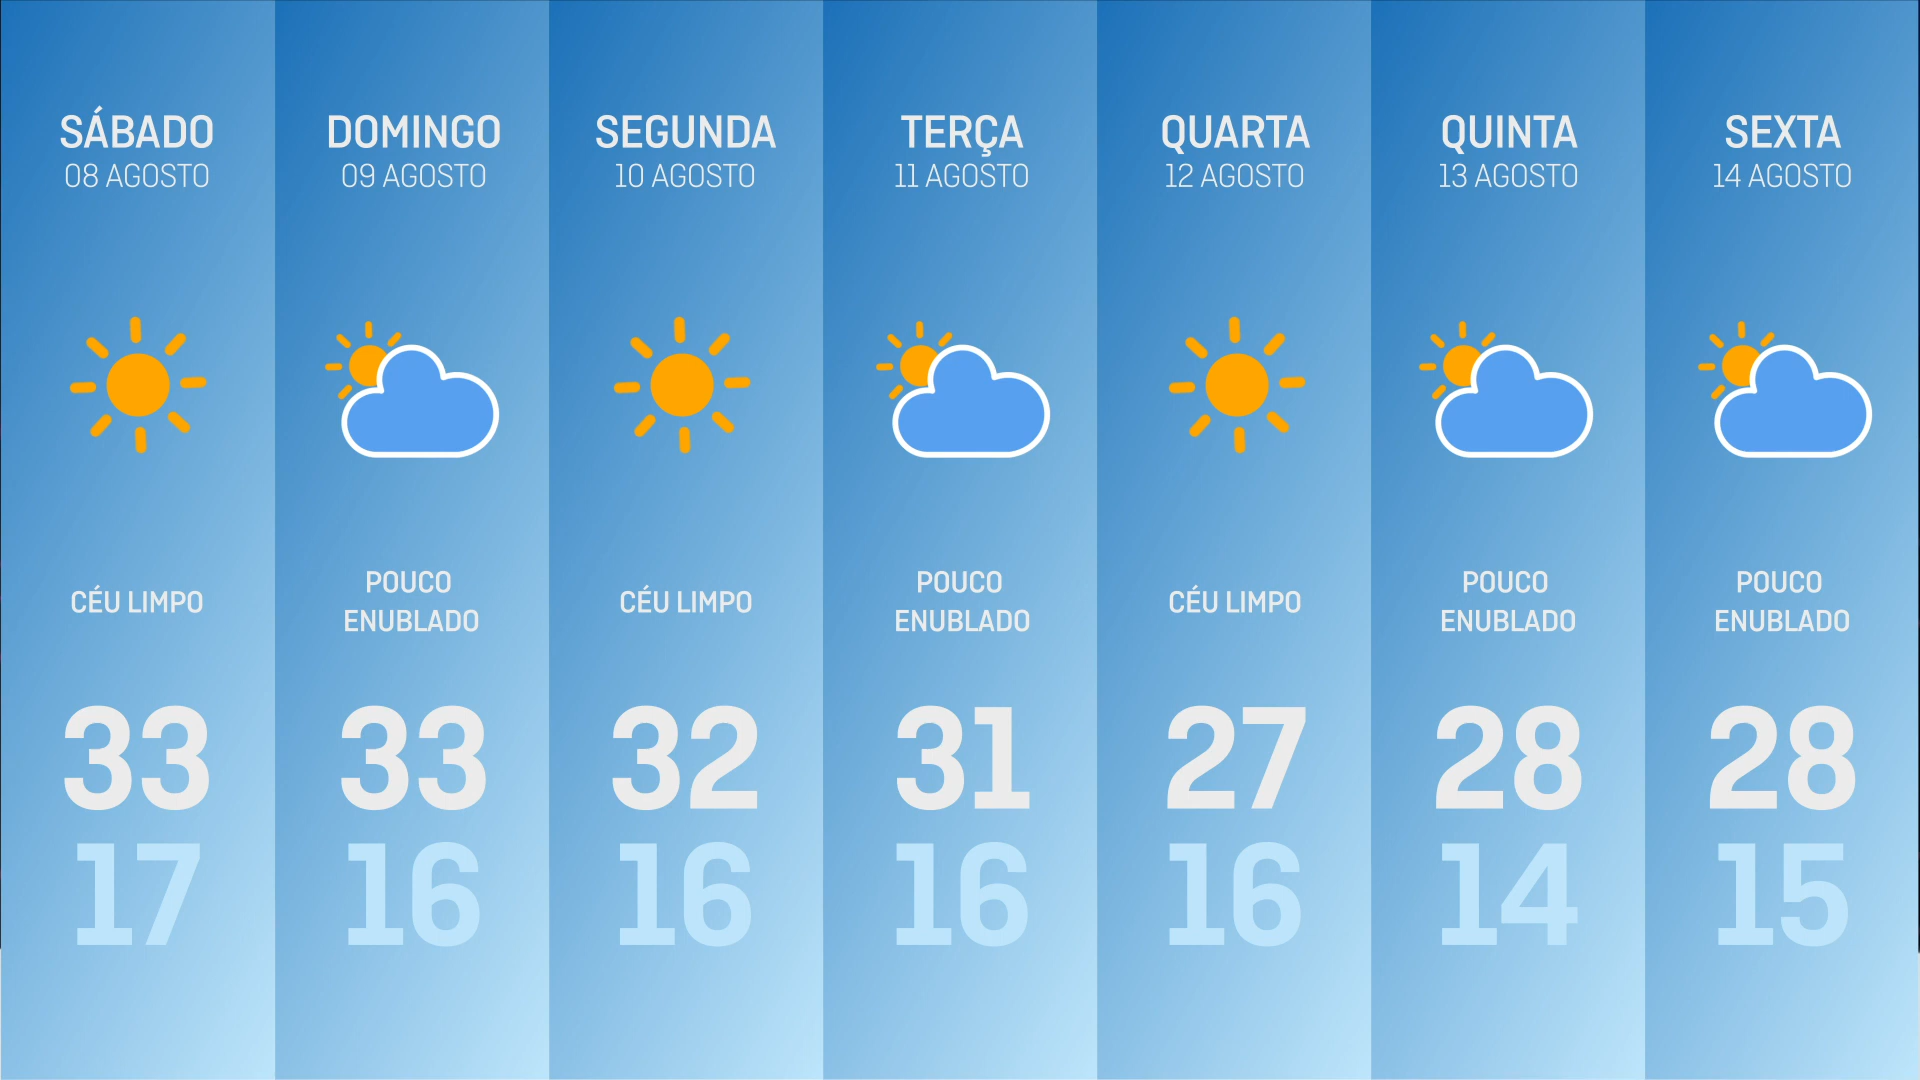 SÁBADO
08 AGOSTO
CÉU LIMPO
33
17
DOMINGO
09 AGOSTO
POUCO
ENUBLADO
33
16
SEGUNDA
10 AGOSTO
CÉU LIMPO
32
16
TERÇA
11 AGOSTO
POUCO
ENUBLADO
31
16
QUARTA
12 AGOSTO
CÉU LIMPO
27
16
QUINTA
13 AGOSTO
POUCO
ENUBLADO
28
14
SEXTA
14 AGOSTO
POUCO
ENUBLADO
28
15